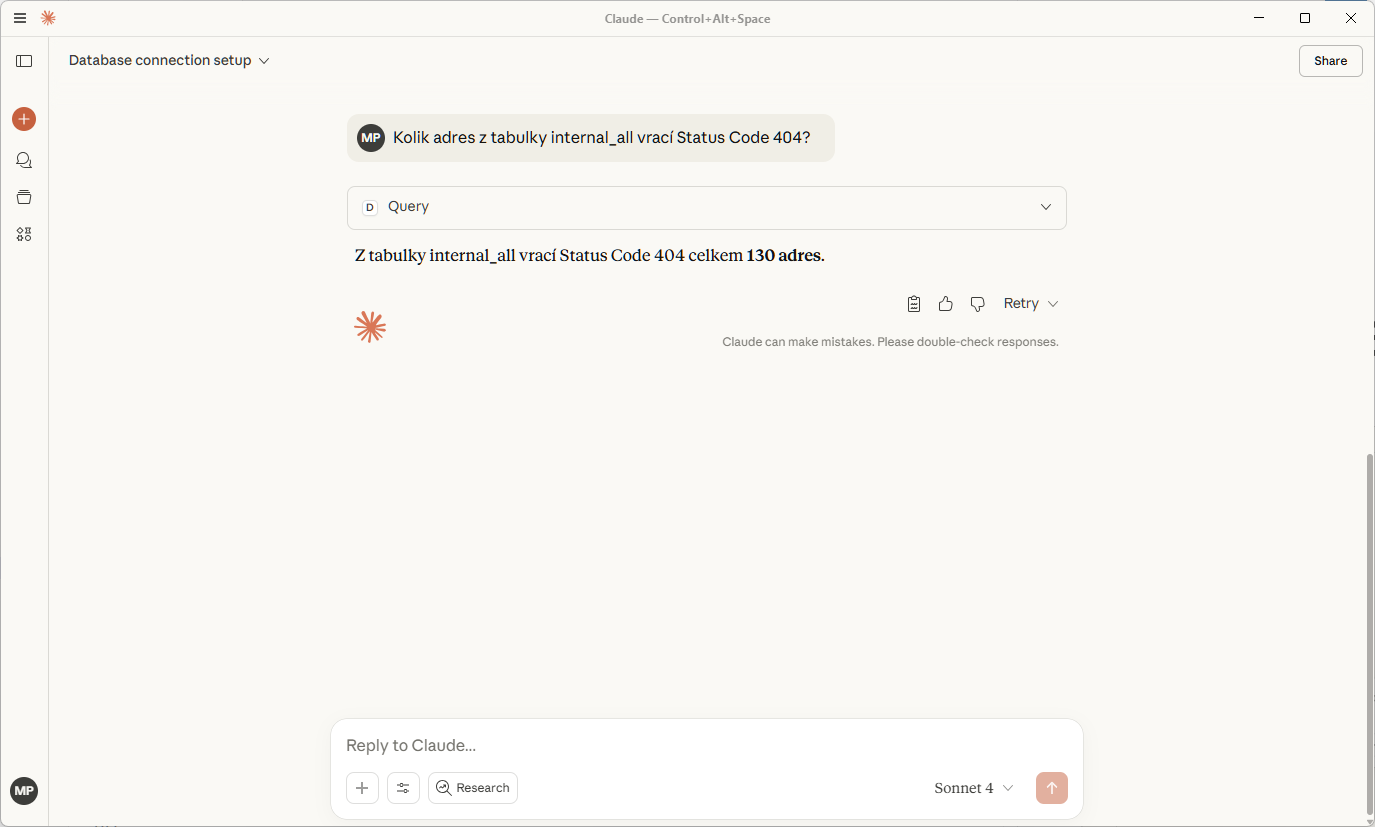 Claude — Control+Alt+Space
Database connection setup
Share
MP
Kolik adres z tabulky internal_all vrací Status Code 404?
D
Query
Z tabulky internal_all vrací Status Code 404 celkem 130 adres.
Retry
Claude can make mistakes. Please double-check responses.
Reply to Claude...
Research
Sonnet 4
MP